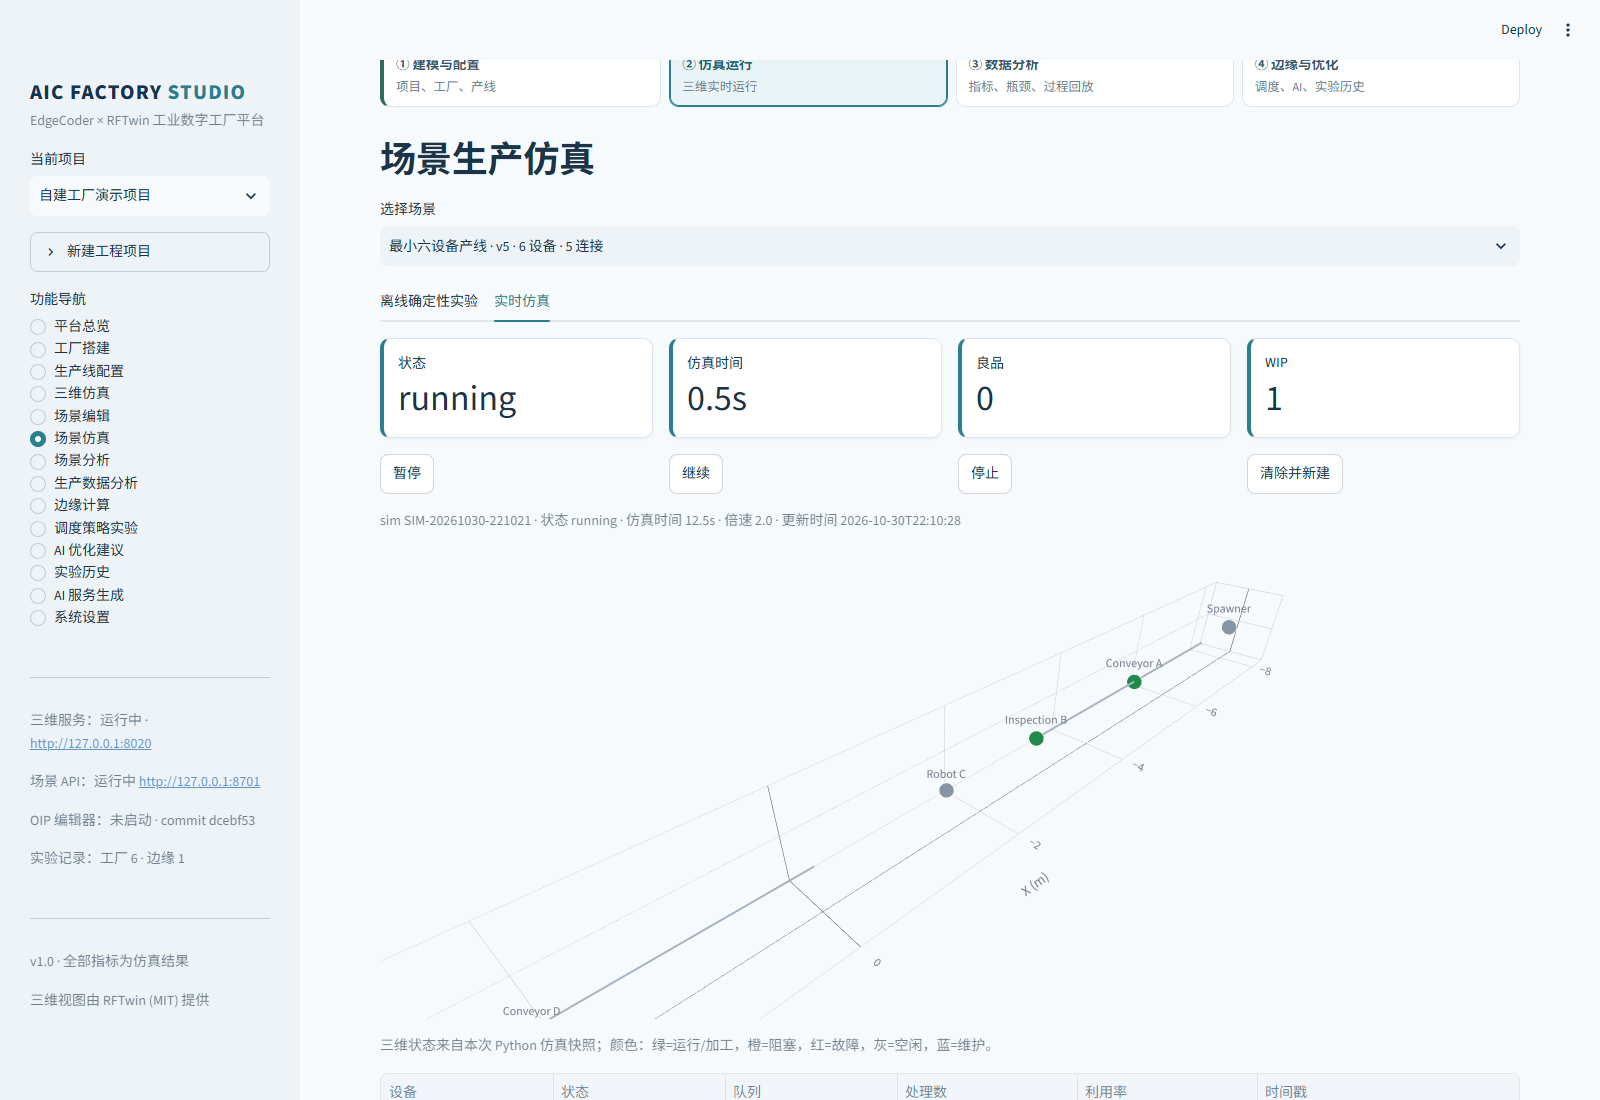 Deploy
AIC FACTORY STUDIO
EdgeCoder × RFTwin 工业数字工厂平台
当前项目
自建工厂演示项目
新建工程项目
功能导航
平台总览
工厂搭建
生产线配置
三维仿真
场景编辑
场景仿真
场景分析
生产数据分析
边缘计算
调度策略实验
AI 优化建议
实验历史
AI 服务生成
系统设置
三维服务：运行中 ·
http://127.0.0.1:8020
场景 API：运行中 http://127.0.0.1:8701
OIP 编辑器：未启动 · commit dcebf53
实验记录：工厂 6 · 边缘 1
v1.0 · 全部指标为仿真结果
三维视图由 RFTwin (MIT) 提供
① 建模与配置
项目、工厂、产线
② 仿真运行
三维实时运行
③ 数据分析
指标、瓶颈、过程回放
④ 边缘与优化
调度、AI、实验历史
场景生产仿真
选择场景
最小六设备产线 · v5 · 6 设备 · 5 连接
离线确定性实验 实时仿真
状态
running
仿真时间
0.5s
良品
0
WIP
1
暂停
继续
停止
清除并新建
sim SIM-20261030-221021 · 状态 running · 仿真时间 12.5s · 倍速 2.0 · 更新时间 2026-10-30T22:10:28
Spawner
Conveyor A
−8
Inspection B
−6
−4
Robot C
−2
X (m)
0
Conveyor D
三维状态来自本次 Python 仿真快照；颜色：绿=运行/加工，橙=阻塞，红=故障，灰=空闲，蓝=维护。
设备 状态 队列 处理数 利用率 时间戳